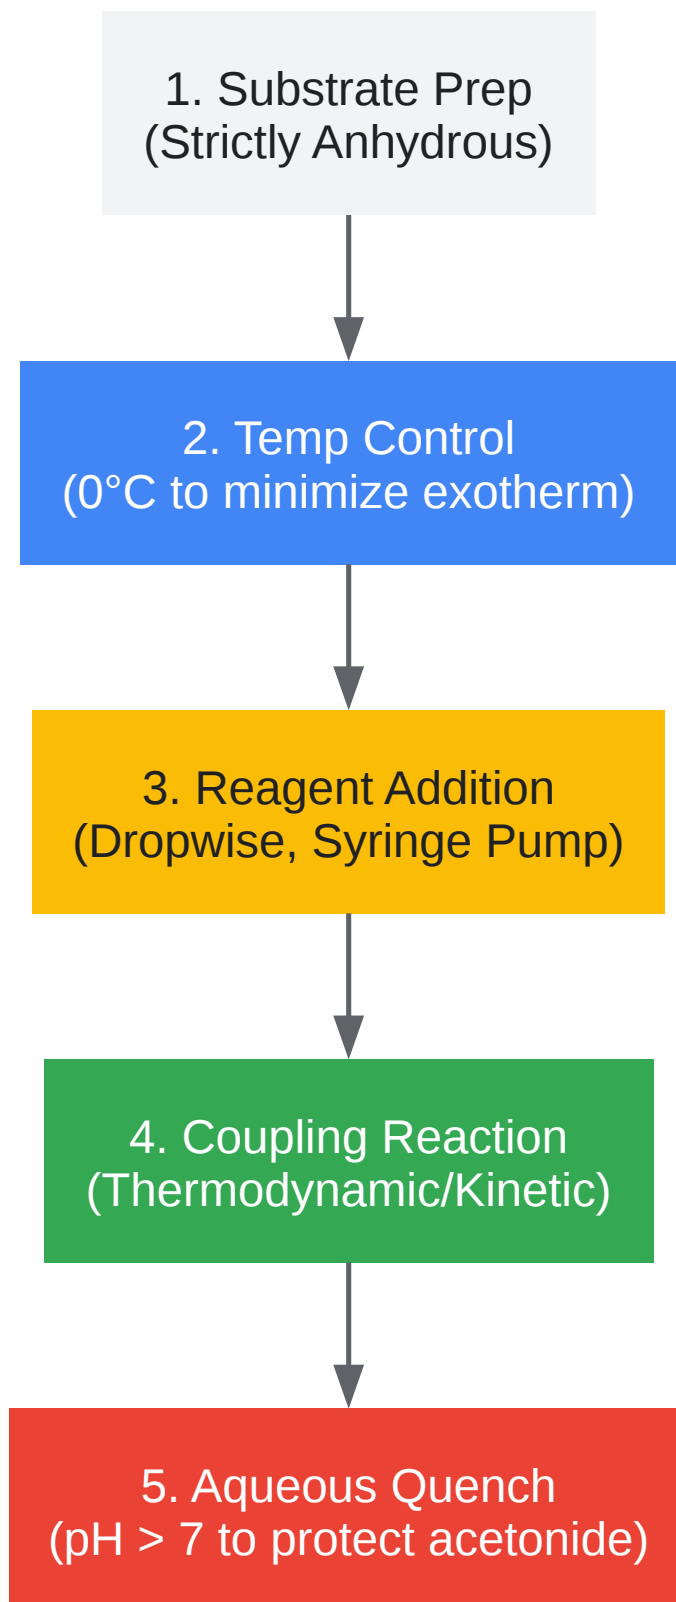 1. Substrate Prep
(Strictly Anhydrous)
2. Temp Control
(0°C to minimize exotherm)
3. Reagent Addition
(Dropwise, Syringe Pump)
4. Coupling Reaction
(Thermodynamic/Kinetic)
5. Aqueous Quench
(pH > 7 to protect acetonide)